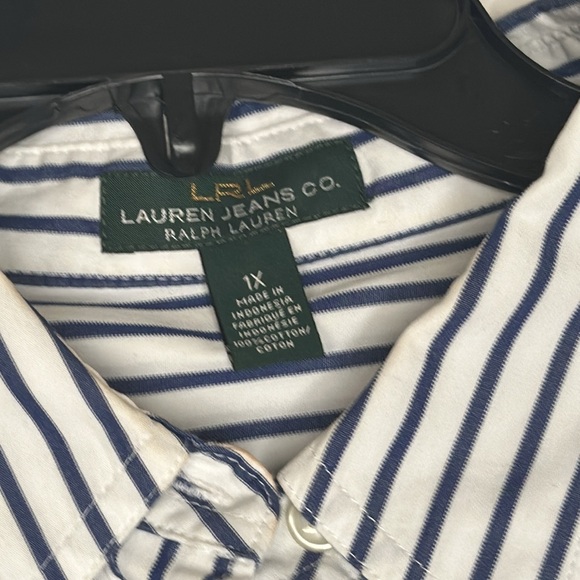 LRL
LAUREN JEANS CO.
RALPH LAUREN
1X
MADE IN
INDONESIA
FABRIQUÉ EN
INDONÉSIE
100%COTTON/
COTON